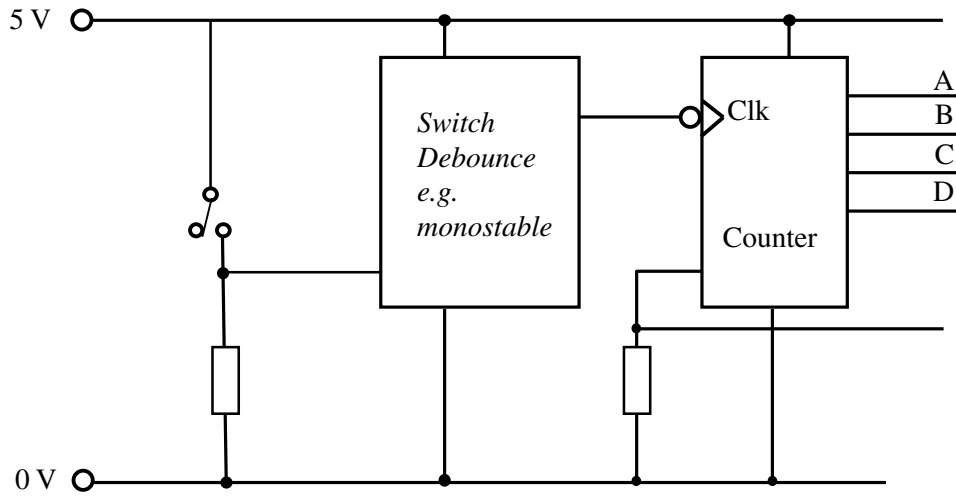 5 V
A
Switch
Debounce
e.g.
monostable
Clk
B
C
D
Counter
0 V